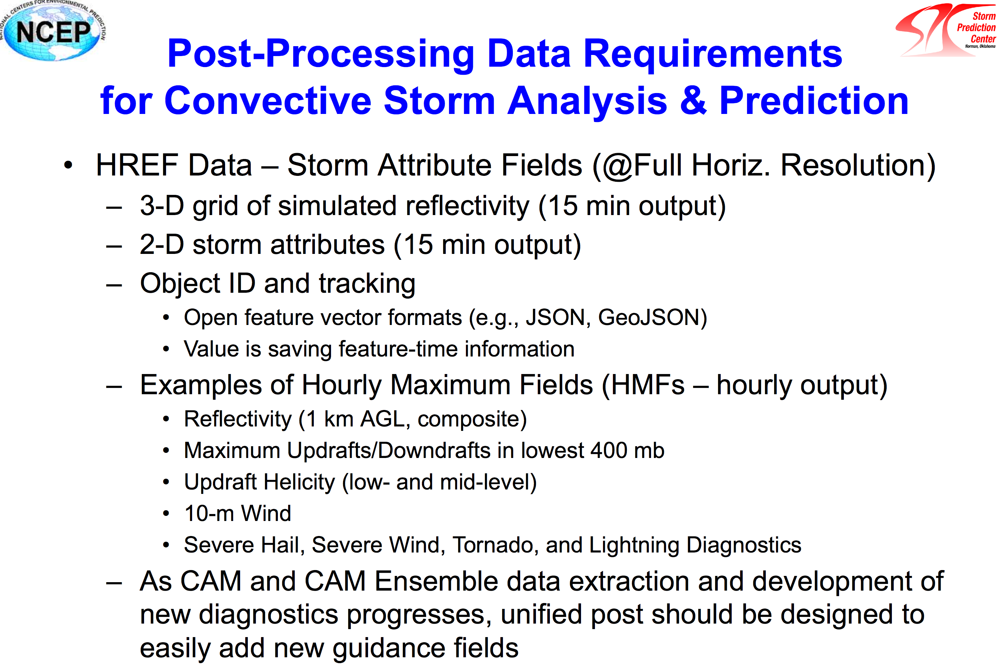 NATIONAL CENTERS FOR ENVIRONMENTAL PREDICTION
NCEP
Storm
Prediction
Center
Norman, Oklahoma
Post-Processing Data Requirements
for Convective Storm Analysis & Prediction
• HREF Data – Storm Attribute Fields (@Full Horiz. Resolution)
– 3-D grid of simulated reflectivity (15 min output)
– 2-D storm attributes (15 min output)
– Object ID and tracking
• Open feature vector formats (e.g., JSON, GeoJSON)
• Value is saving feature-time information
– Examples of Hourly Maximum Fields (HMFs – hourly output)
• Reflectivity (1 km AGL, composite)
• Maximum Updrafts/Downdrafts in lowest 400 mb
• Updraft Helicity (low- and mid-level)
• 10-m Wind
• Severe Hail, Severe Wind, Tornado, and Lightning Diagnostics
– As CAM and CAM Ensemble data extraction and development of
new diagnostics progresses, unified post should be designed to
easily add new guidance fields